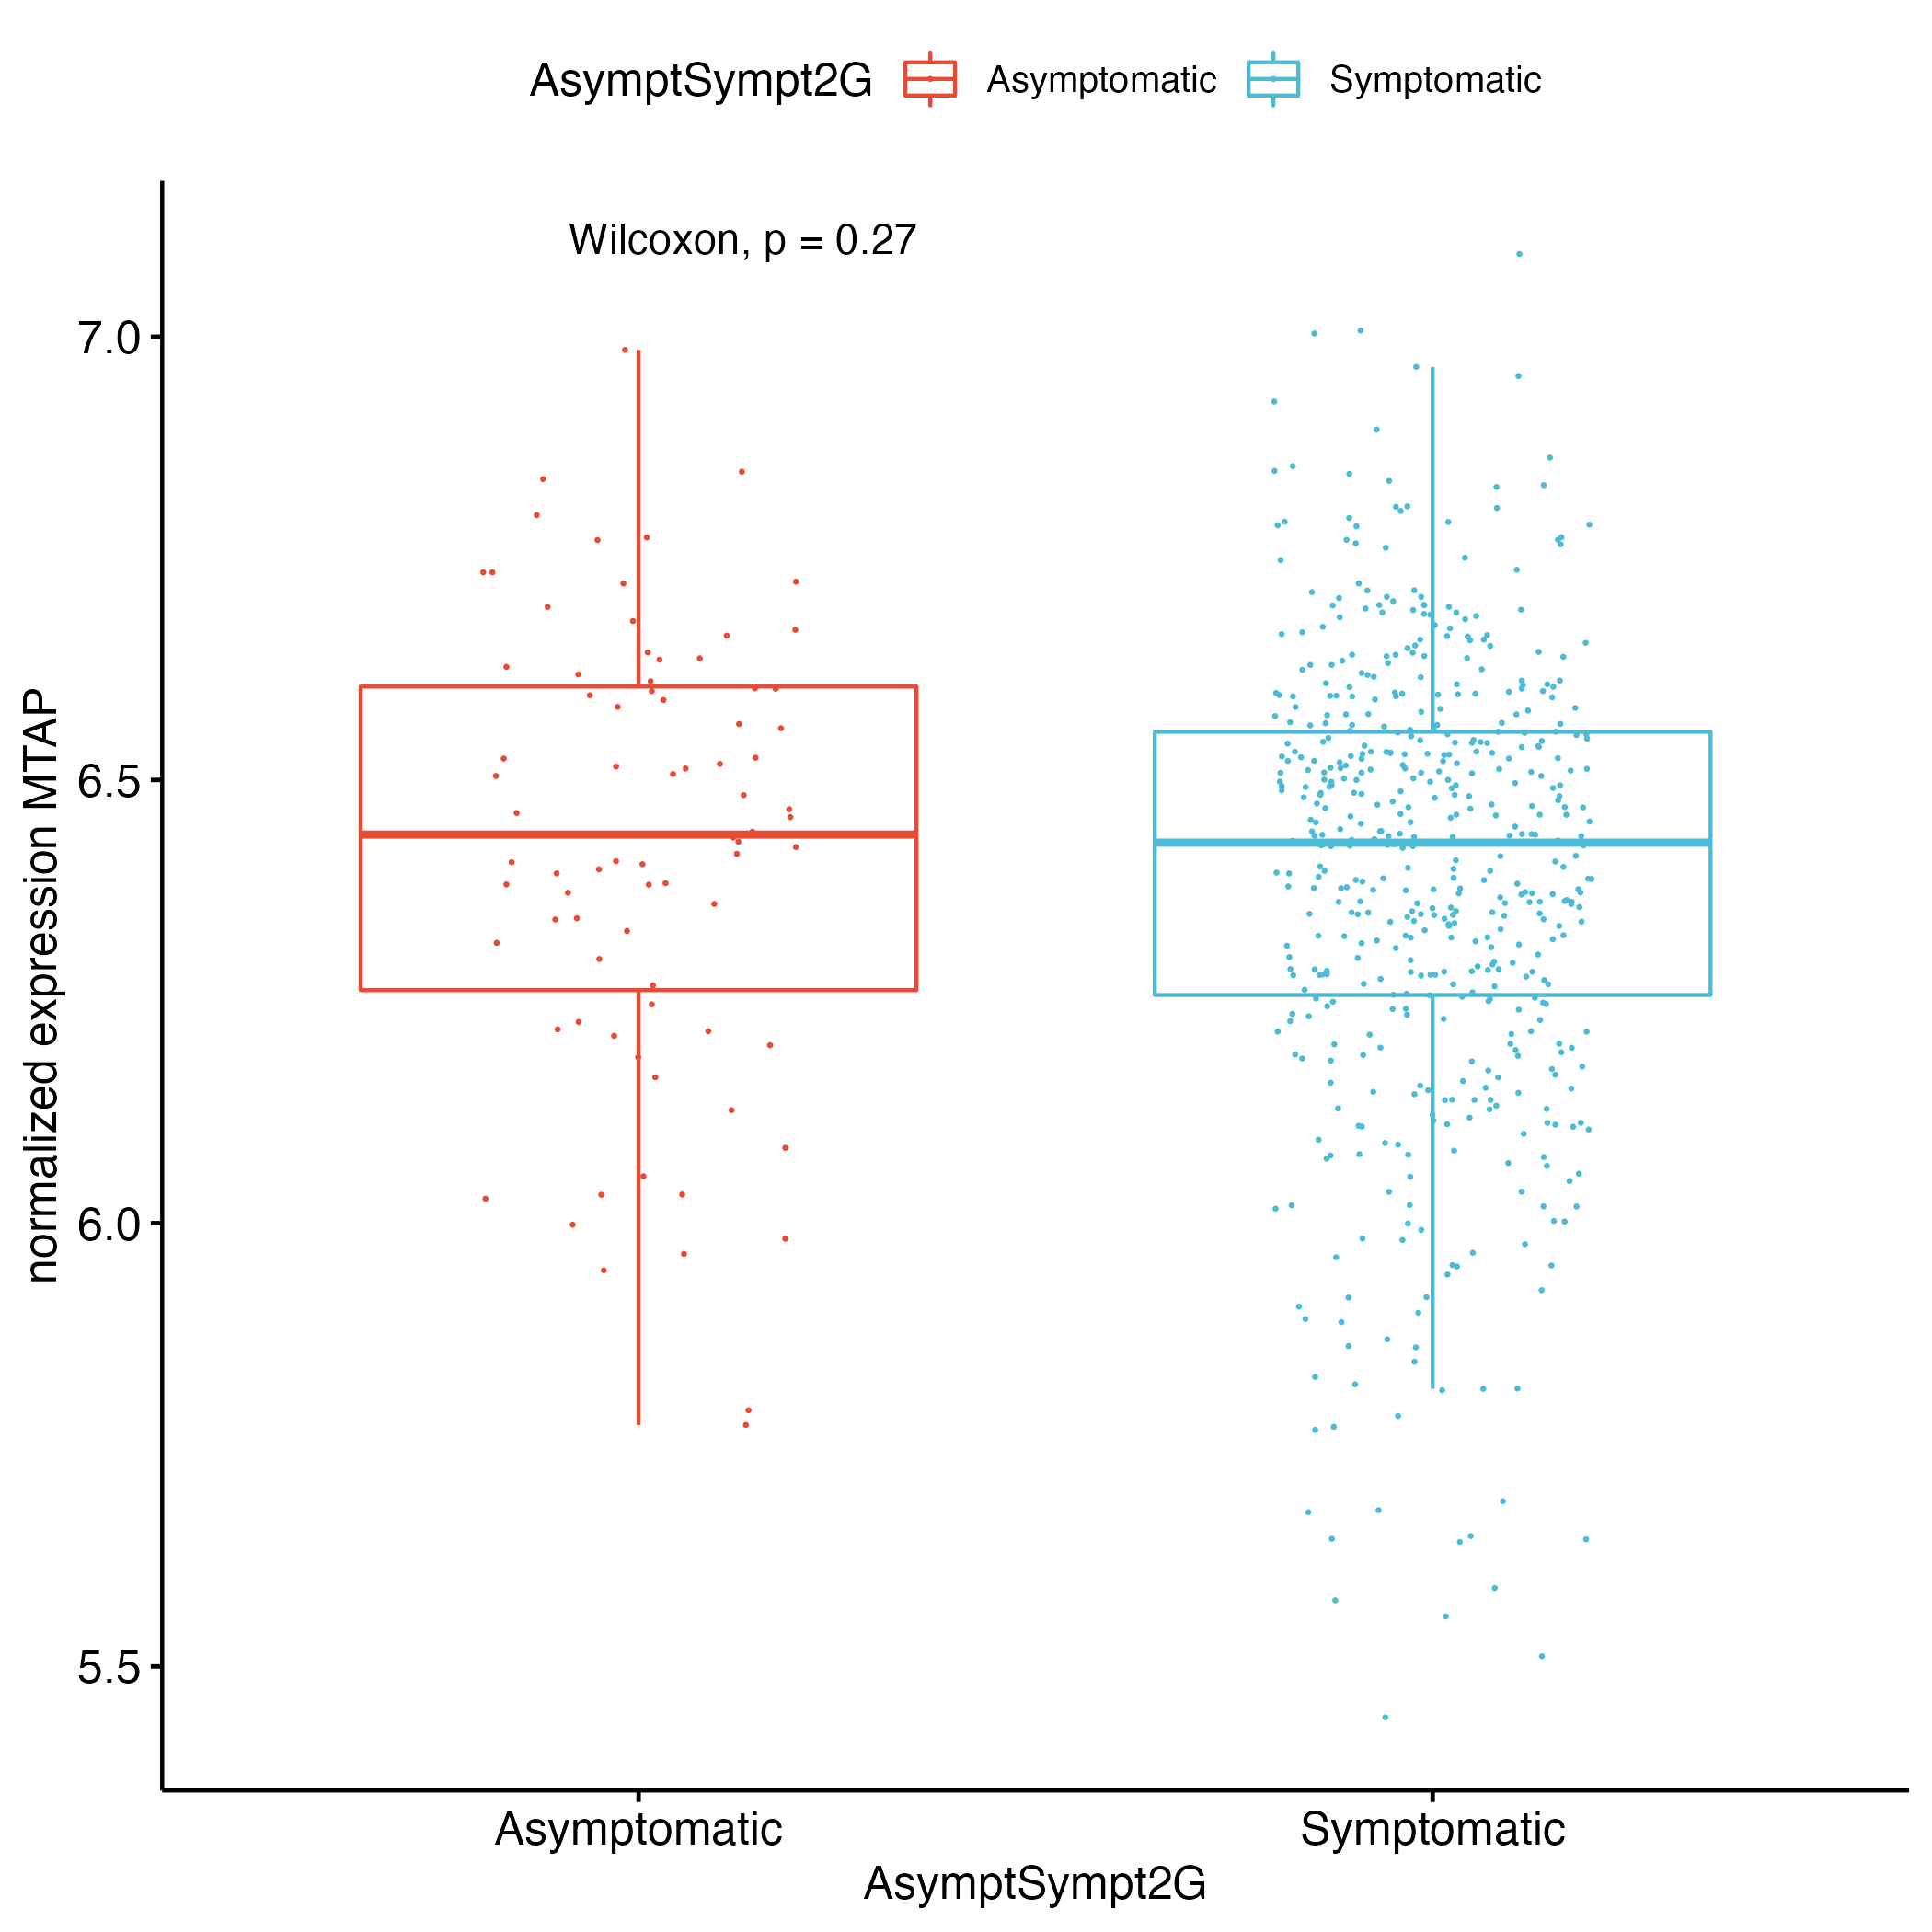 AsymptSympt2G Asymptomatic Symptomatic
Wilcoxon, p = 0.27
normalized expression MTAP
7.0
6.5
6.0
5.5
Asymptomatic Symptomatic
AsymptSympt2G